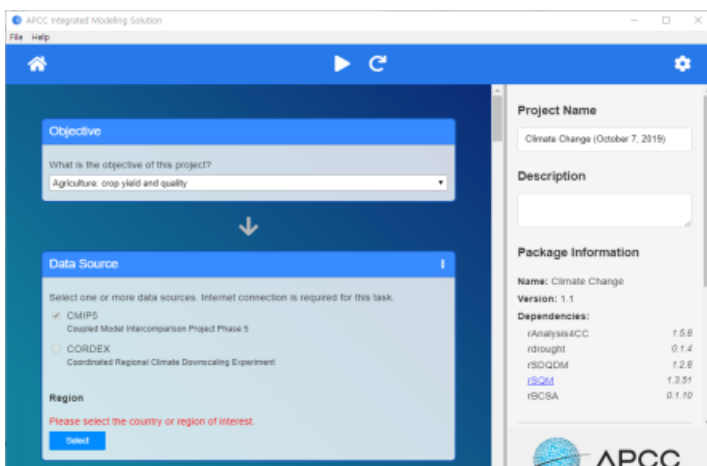 APCC Integrated Modeling Solution
File Help
Objective
What is the objective of this project?
Agriculture: crop yield and quality
Data Source
Select one or more data sources. Internet connection is required for this task.
CMIP5
Coupled Model Intercomparison Project Phase 5
CORDEX
Coordinated Regional Climate Downscaling Experiment
Region
Please select the country or region of interest.
Select
Project Name
Climate Change (October 7, 2019)
Description
Package Information
Name: Climate Change
Version: 1.1
Dependencies:
rAnalysis4CC 1.5.8
rdrought 0.1.4
rSDQDM 1.2.8
rSQM 1.3.51
rBCSA 0.1.10
APCC